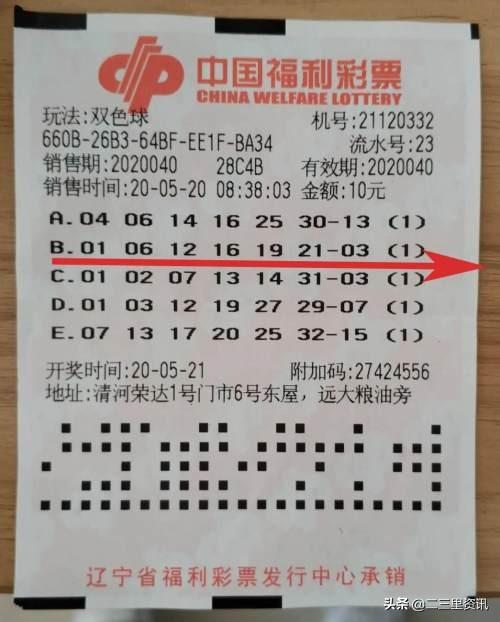 中国福利彩票
CHINA WELFARE LOTTERY
玩法:双色球 机号:21120332
660B-26B3-64BF-EE1F-BA34 流水号:23
销售期:2020040 28C4B 有效期:2020040
销售时间:20-05-20 08:38:03 金额:10元
A.04 06 14 16 25 30-13 (1)
B.01 06 12 16 19 21-03 (1)
C.01 02 07 13 14 31-03 (1)
D.01 03 12 19 27 29-07 (1)
E.07 13 17 20 25 32-15 (1)
开奖时间:20-05-21 附加码:27424556
地址:清河荣达1号门市6号东屋，远大粮油旁
辽宁省福利彩票发行中心承销
头条 @二三里资讯